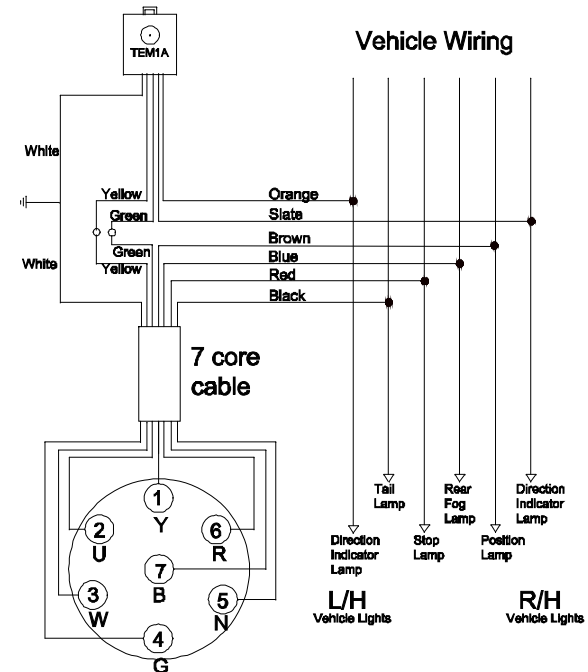 TEM1A
Vehicle Wiring
White
Yellow
Orange
Green
Slate
Brown
Green
White
Yellow
Blue
Red
Black
7 core
cable
Tail
Lamp
Rear
Fog
Lamp
Direction
Indicator
Lamp
Direction
Indicator
Lamp
Stop
Lamp
Position
Lamp
L/H
Vehicle Lights
R/H
Vehicle Lights
1
Y
2
U
6
R
7
B
3
W
5
N
4
G